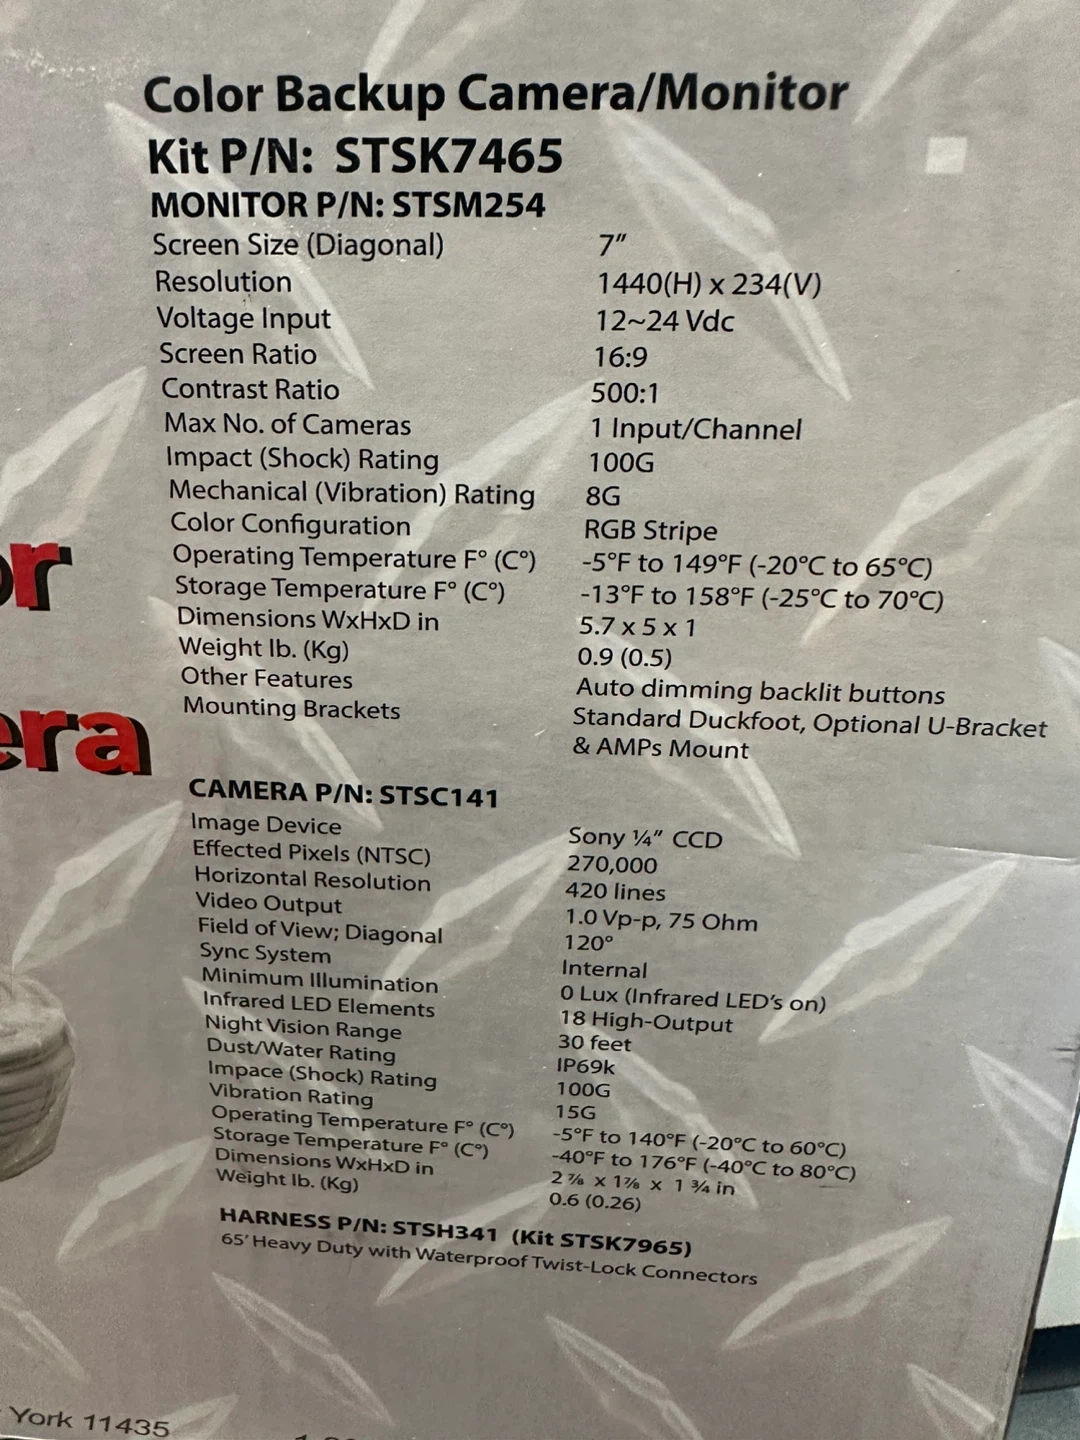 Color Backup Camera/Monitor
Kit P/N: STSK7465
MONITOR P/N: STSM254
Screen Size (Diagonal) 7"
Resolution 1440(H) x 234(V)
Voltage Input 12~24 Vdc
Screen Ratio 16:9
Contrast Ratio 500:1
Max No. of Cameras 1 Input/Channel
Impact (Shock) Rating 100G
Mechanical (Vibration) Rating 8G
Color Configuration RGB Stripe
Operating Temperature F° (C°) -5°F to 149°F (-20°C to 65°C)
Storage Temperature F° (C°) -13°F to 158°F (-25°C to 70°C)
Dimensions WxHxD in 5.7 x 5 x 1
Weight lb. (Kg) 0.9 (0.5)
Other Features Auto dimming backlit buttons
Mounting Brackets Standard Duckfoot, Optional U-Bracket
& AMPs Mount
or
era
CAMERA P/N: STSC141
Image Device Sony ¼" CCD
Effected Pixels (NTSC) 270,000
Horizontal Resolution 420 lines
Video Output 1.0 Vp-p, 75 Ohm
Field of View; Diagonal 120°
Sync System Internal
Minimum Illumination 0 Lux (Infrared LED's on)
Infrared LED Elements 18 High-Output
Night Vision Range 30 feet
Dust/Water Rating IP69k
Impace (Shock) Rating 100G
Vibration Rating 15G
Operating Temperature F° (C°) -5°F to 140°F (-20°C to 60°C)
Storage Temperature F° (C°) -40°F to 176°F (-40°C to 80°C)
Dimensions WxHxD in 2 ⅞ x 1⅞ x 1 ¾ in
Weight lb. (Kg) 0.6 (0.26)
HARNESS P/N: STSH341 (Kit STSK7965)
65' Heavy Duty with Waterproof Twist-Lock Connectors
York 11435